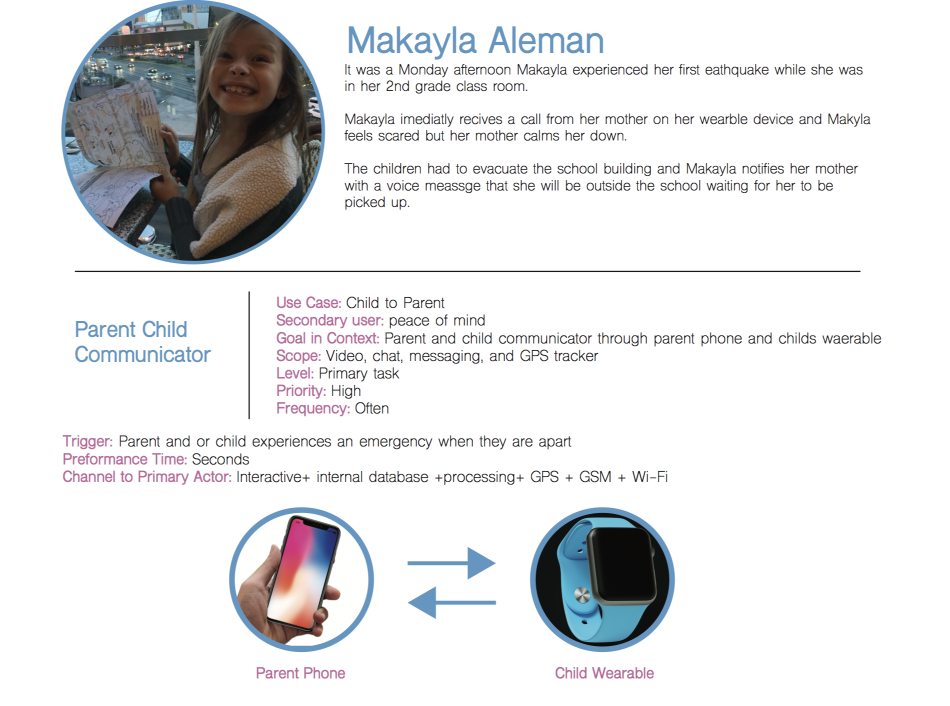 Makayla Aleman
It was a Monday afternoon Makayla experienced her first eathquake while she was
in her 2nd grade class room.
Makayla imediatly recives a call from her mother on her wearble device and Makyla
feels scared but her mother calms her down.
The children had to evacuate the school building and Makayla notifies her mother
with a voice meassge that she will be outside the school waiting for her to be
picked up.
Parent Child
Communicator
Use Case: Child to Parent
Secondary user: peace of mind
Goal in Context: Parent and child communicator through parent phone and childs waerable
Scope: Video, chat, messaging, and GPS tracker
Level: Primary task
Priority: High
Frequency: Often
Trigger: Parent and or child experiences an emergency when they are apart
Preformance Time: Seconds
Channel to Primary Actor: Interactive+ internal database +processing+ GPS + GSM + Wi-Fi
Parent Phone
Child Wearable